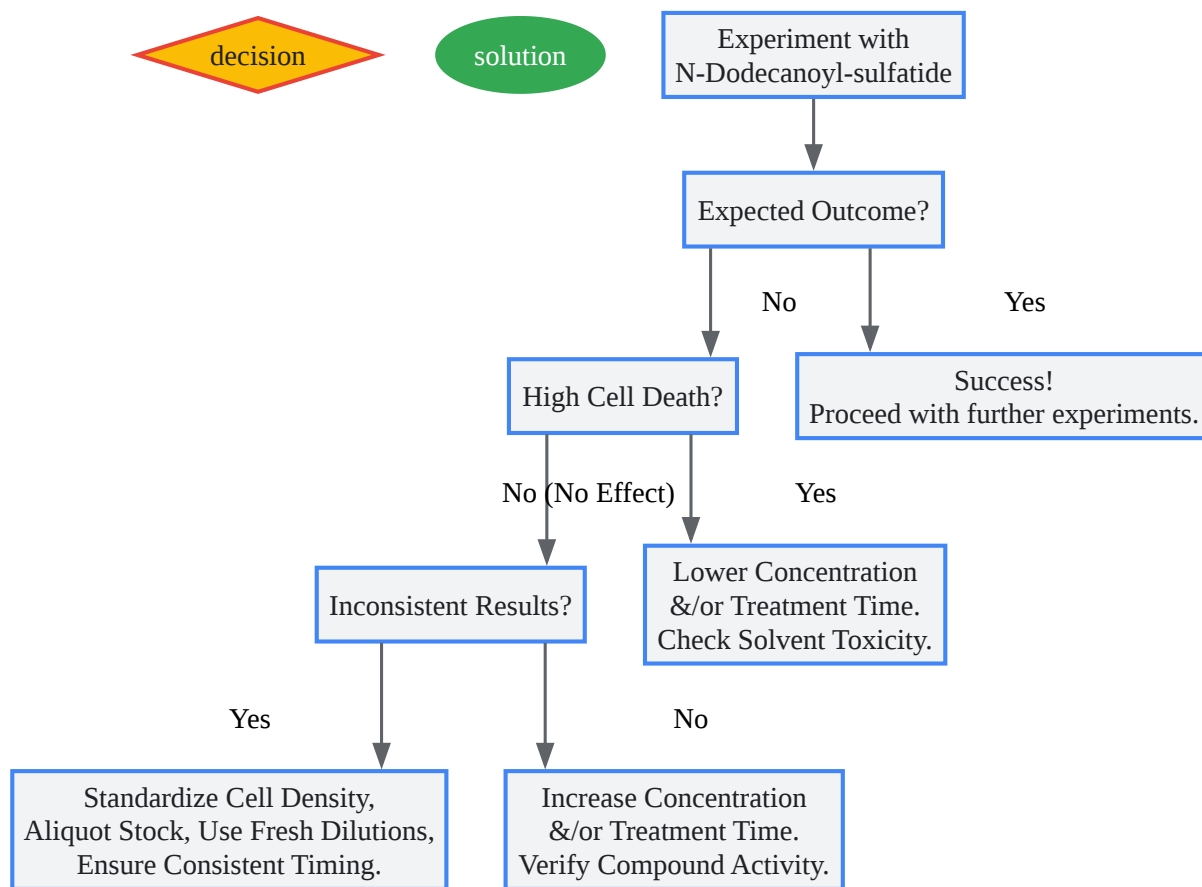 decision
solution
Experiment with
N-Dodecanoyl-sulfatide
Expected Outcome?
No
Yes
High Cell Death?
Success!
Proceed with further experiments.
No (No Effect)
Yes
Inconsistent Results?
Lower Concentration
&/or Treatment Time.
Check Solvent Toxicity.
Yes
No
Standardize Cell Density,
Aliquot Stock, Use Fresh Dilutions,
Ensure Consistent Timing.
Increase Concentration
&/or Treatment Time.
Verify Compound Activity.